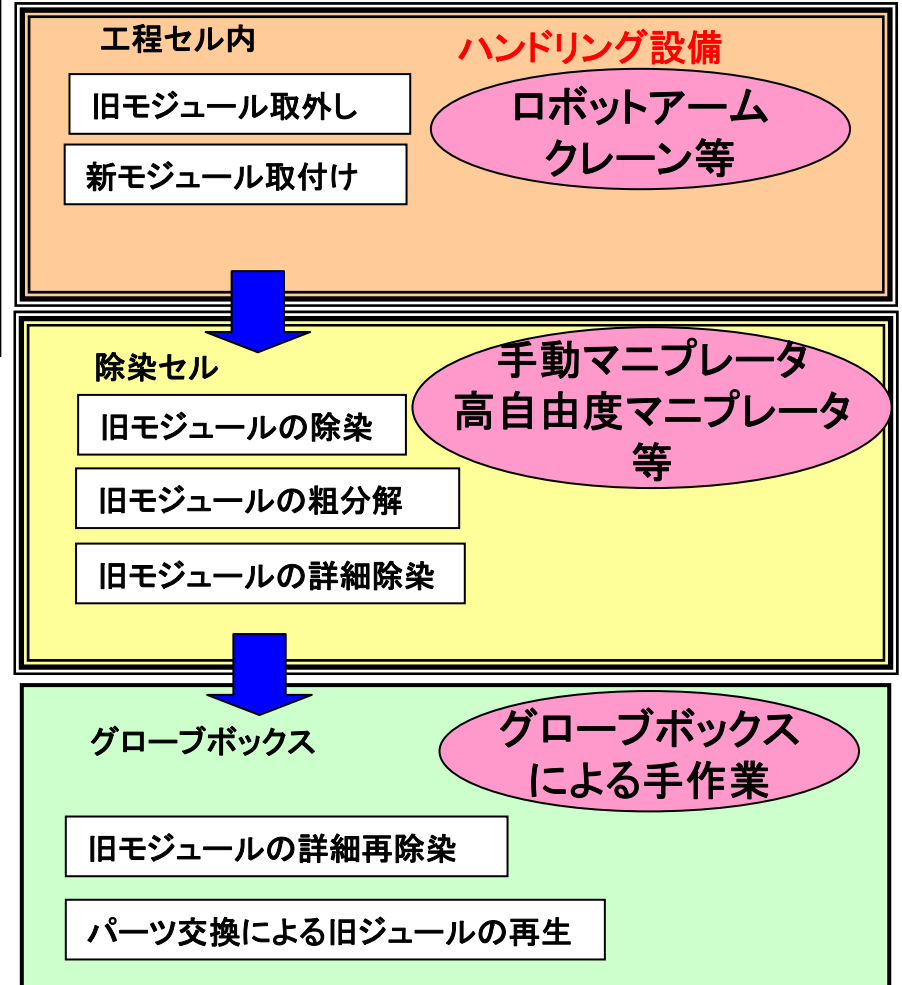 工程セル内
ハンドリング設備
旧モジュール取外し
ロボットアーム
クレーン等
新モジュール取付け
除染セル
手動マニプレータ
高自由度マニプレータ
等
旧モジュールの除染
旧モジュールの粗分解
旧モジュールの詳細除染
グローブボックス
グローブボックス
による手作業
旧モジュールの詳細再除染
パーツ交換による旧ジュールの再生